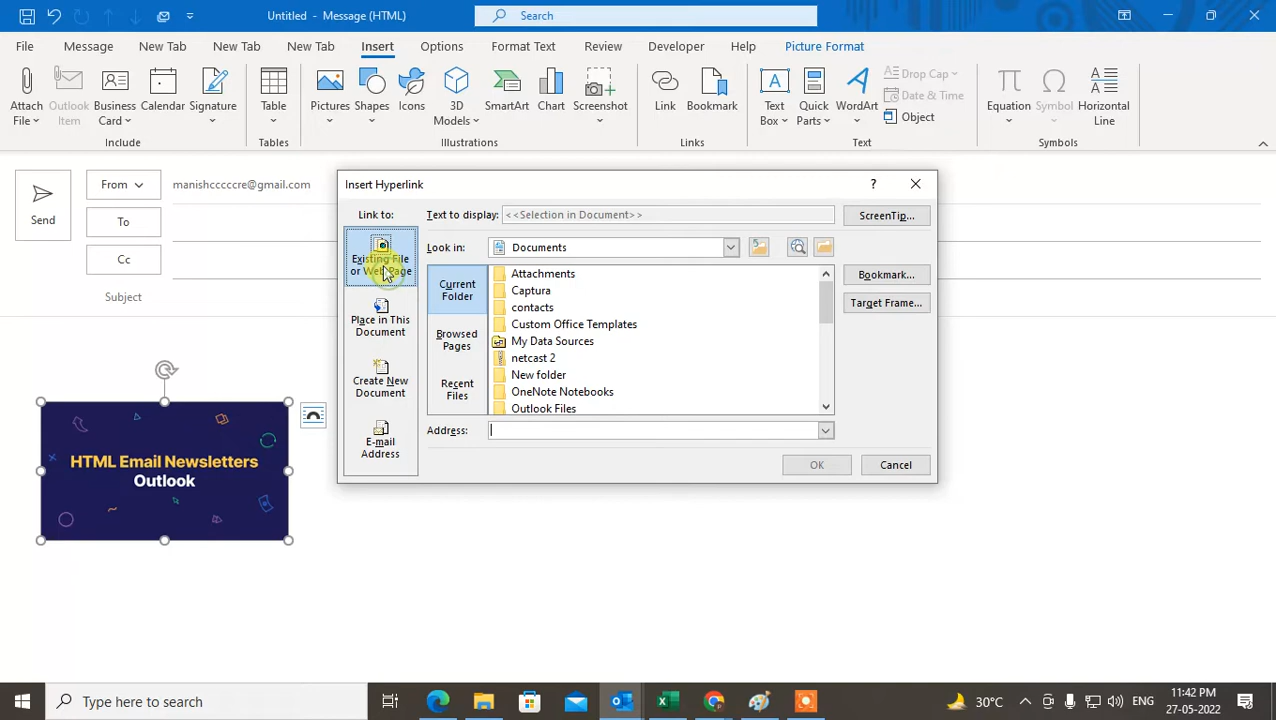 Untitled - Message (HTML)
Search
File
Message
New Tab
New Tab
New Tab
Insert
Options
Format Text
Review
Developer
Help
Picture Format
Attach
File
Outlook
Item
Business
Card
Calendar
Signature
Table
Pictures
Shapes
Icons
3D
Models
SmartArt
Chart
Screenshot
Link
Bookmark
Text
Box
Quick
Parts
WordArt
Drop Cap
Date & Time
Object
Equation
Symbol
Horizontal
Line
Include
Tables
Illustrations
Links
Text
Symbols
Send
From
manishcccccre@gmail.com
To
Cc
Subject
Insert Hyperlink
?
Link to:
Text to display:
<<Selection in Document>>
ScreenTip...
Existing File
or Web Page
Look in:
Documents
Place in This
Document
Create New
Document
E-mail
Address
Current
Folder
Browsed
Pages
Recent
Files
Attachments
Captura
contacts
Custom Office Templates
My Data Sources
netcast 2
New folder
OneNote Notebooks
Outlook Files
Bookmark...
Target Frame...
Address:
OK
Cancel
HTML Email Newsletters
Outlook
Type here to search
30°C
ENG
11:42 PM
27-05-2022